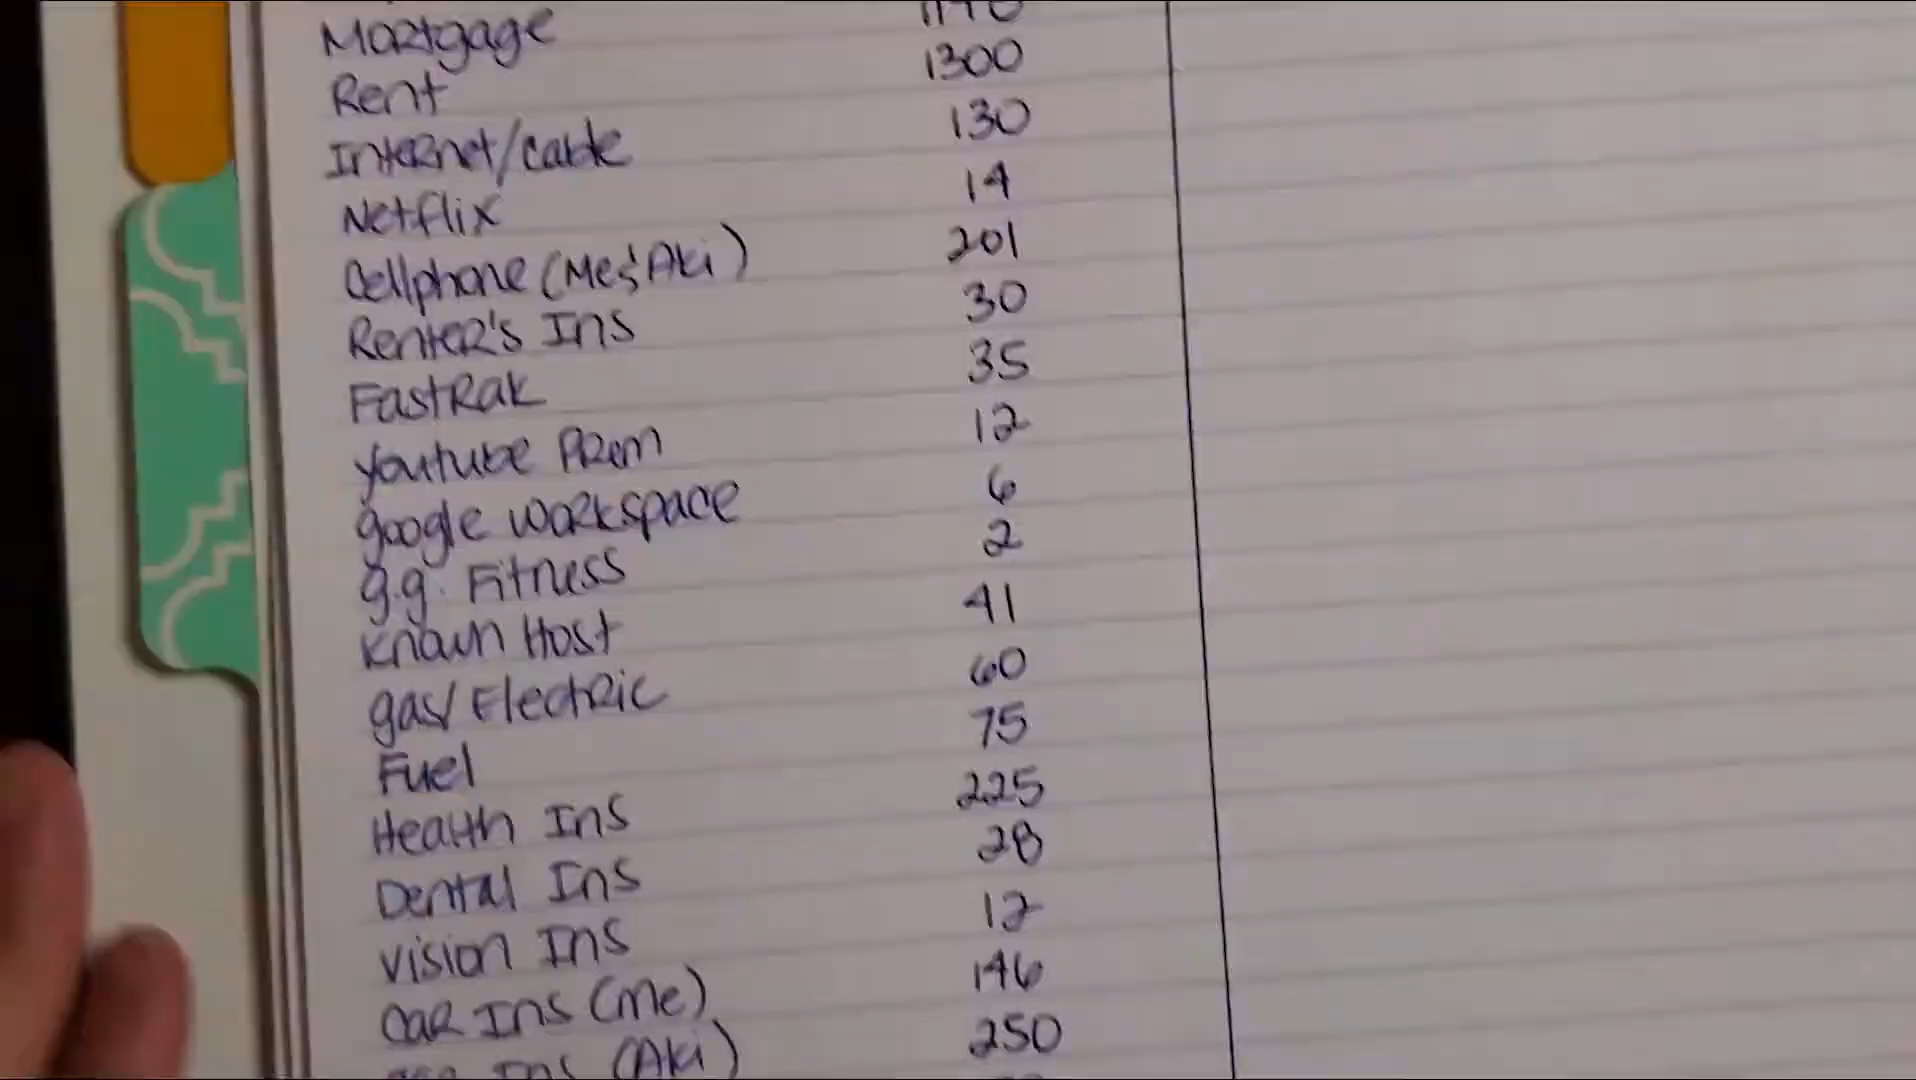 Mortgage
Rent 1300
Internet/cable 130
Netflix 14
Cellphone (Me & Aki) 201
Renter's Ins 30
FastRak 35
Youtube Prem 12
google workspace 6
g.g. Fitness 2
Known Host 41
gas/Electric 60
Fuel 75
Health Ins 225
Dental Ins 28
Vision Ins 12
Car Ins (Me) 146
Ins (Aki) 250